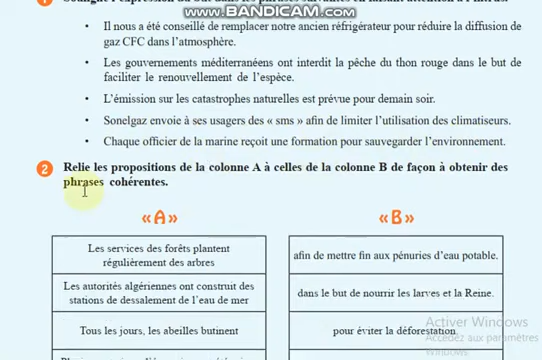 www.BANDICAM.com
• Il nous a été conseillé de remplacer notre ancien réfrigérateur pour réduire la diffusion de
gaz CFC dans l'atmosphère.
• Les gouvernements méditerranéens ont interdit la pêche du thon rouge dans le but de
faciliter le renouvellement de l'espèce.
• L'émission sur les catastrophes naturelles est prévue pour demain soir.
• Sonelgaz envoie à ses usagers des « sms » afin de limiter l'utilisation des climatiseurs.
• Chaque officier de la marine reçoit une formation pour sauvegarder l'environnement.
2 Relie les propositions de la colonne A à celles de la colonne B de façon à obtenir des
phrases cohérentes.
«A»
«B»
Les services des forêts plantent
régulièrement des arbres
afin de mettre fin aux pénuries d'eau potable.
Les autorités algériennes ont construit des
stations de dessalement de l'eau de mer
dans le but de nourrir les larves et la Reine.
Tous les jours, les abeilles butinent
pour éviter la déforestation
Activer Windows
Accédez aux paramètres
Windows